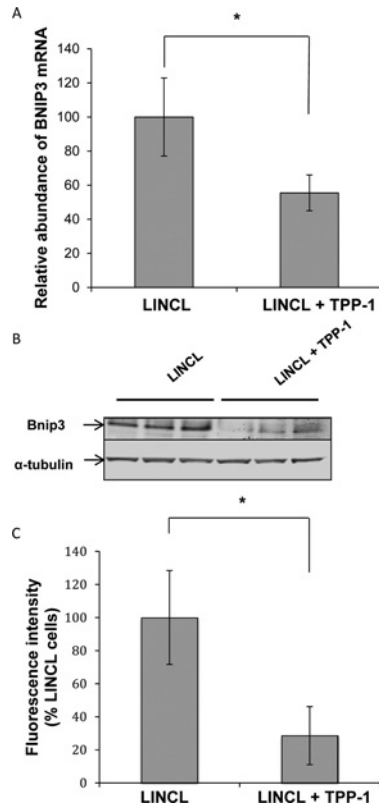 A
*
Relative abundance of BNIP3 mRNA
140
120
100
80
60
40
20
0
LINCL
LINCL + TPP-1
B
LINCL
LINCL + TPP-1
Bnip3
α-tubulin
C
*
Fluorescence intensity
(% LINCL cells)
140
120
100
80
60
40
20
0
LINCL
LINCL + TPP-1